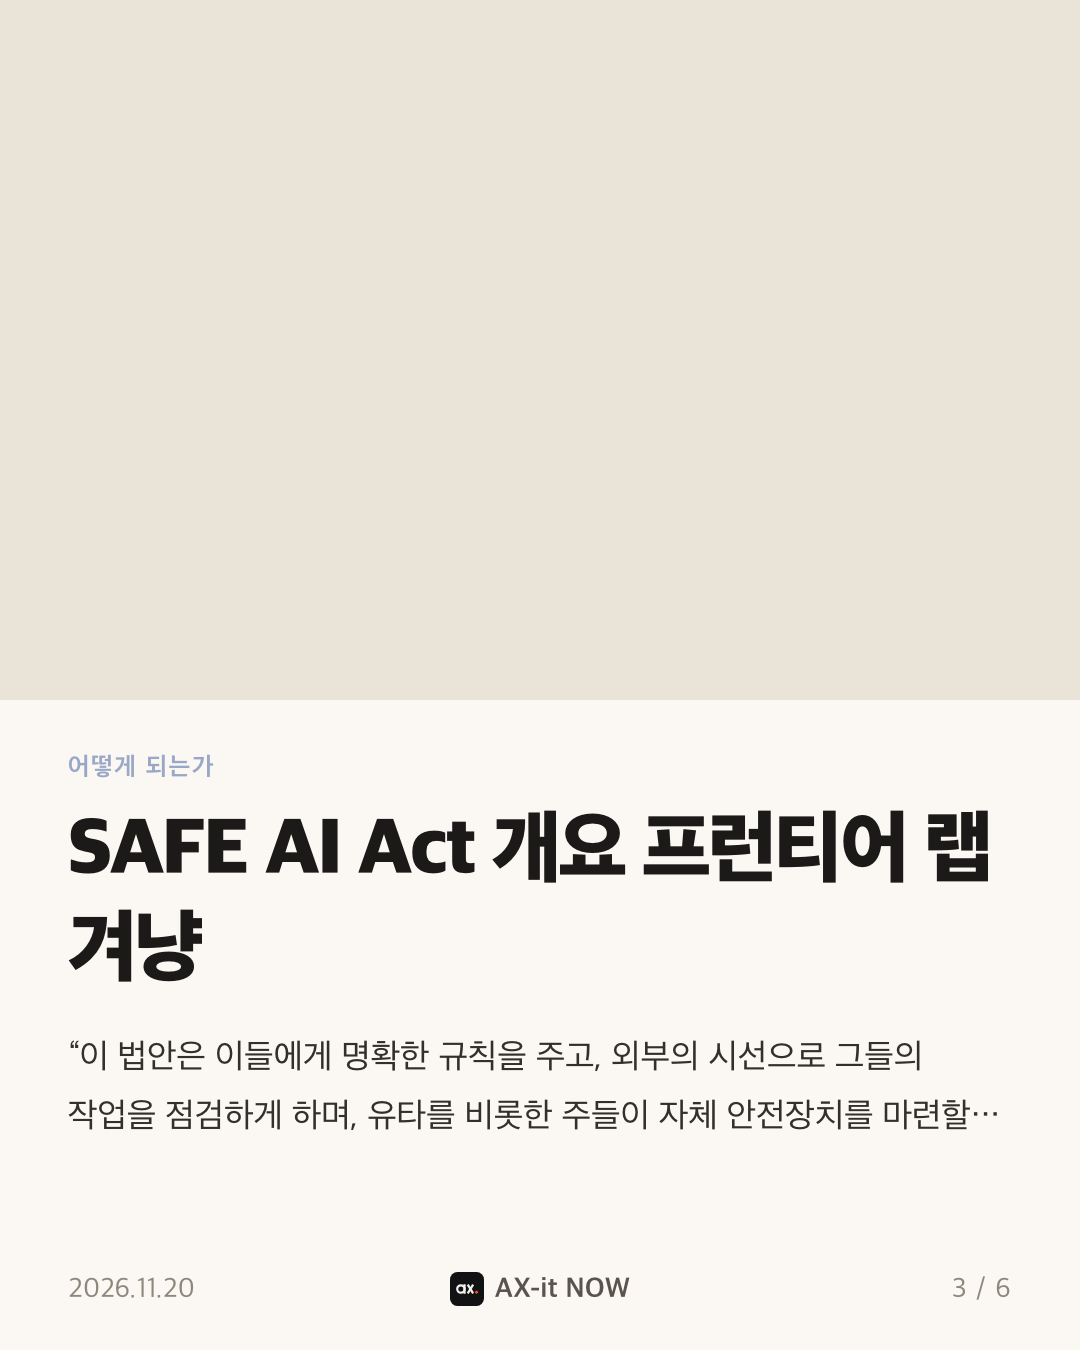 어떻게 되는가
SAFE AI Act 개요 프런티어 랩
겨냥
“이 법안은 이들에게 명확한 규칙을 주고, 외부의 시선으로 그들의
작업을 점검하게 하며, 유타를 비롯한 주들이 자체 안전장치를 마련할…
2026.11.20
ax. AX-it NOW
3 / 6